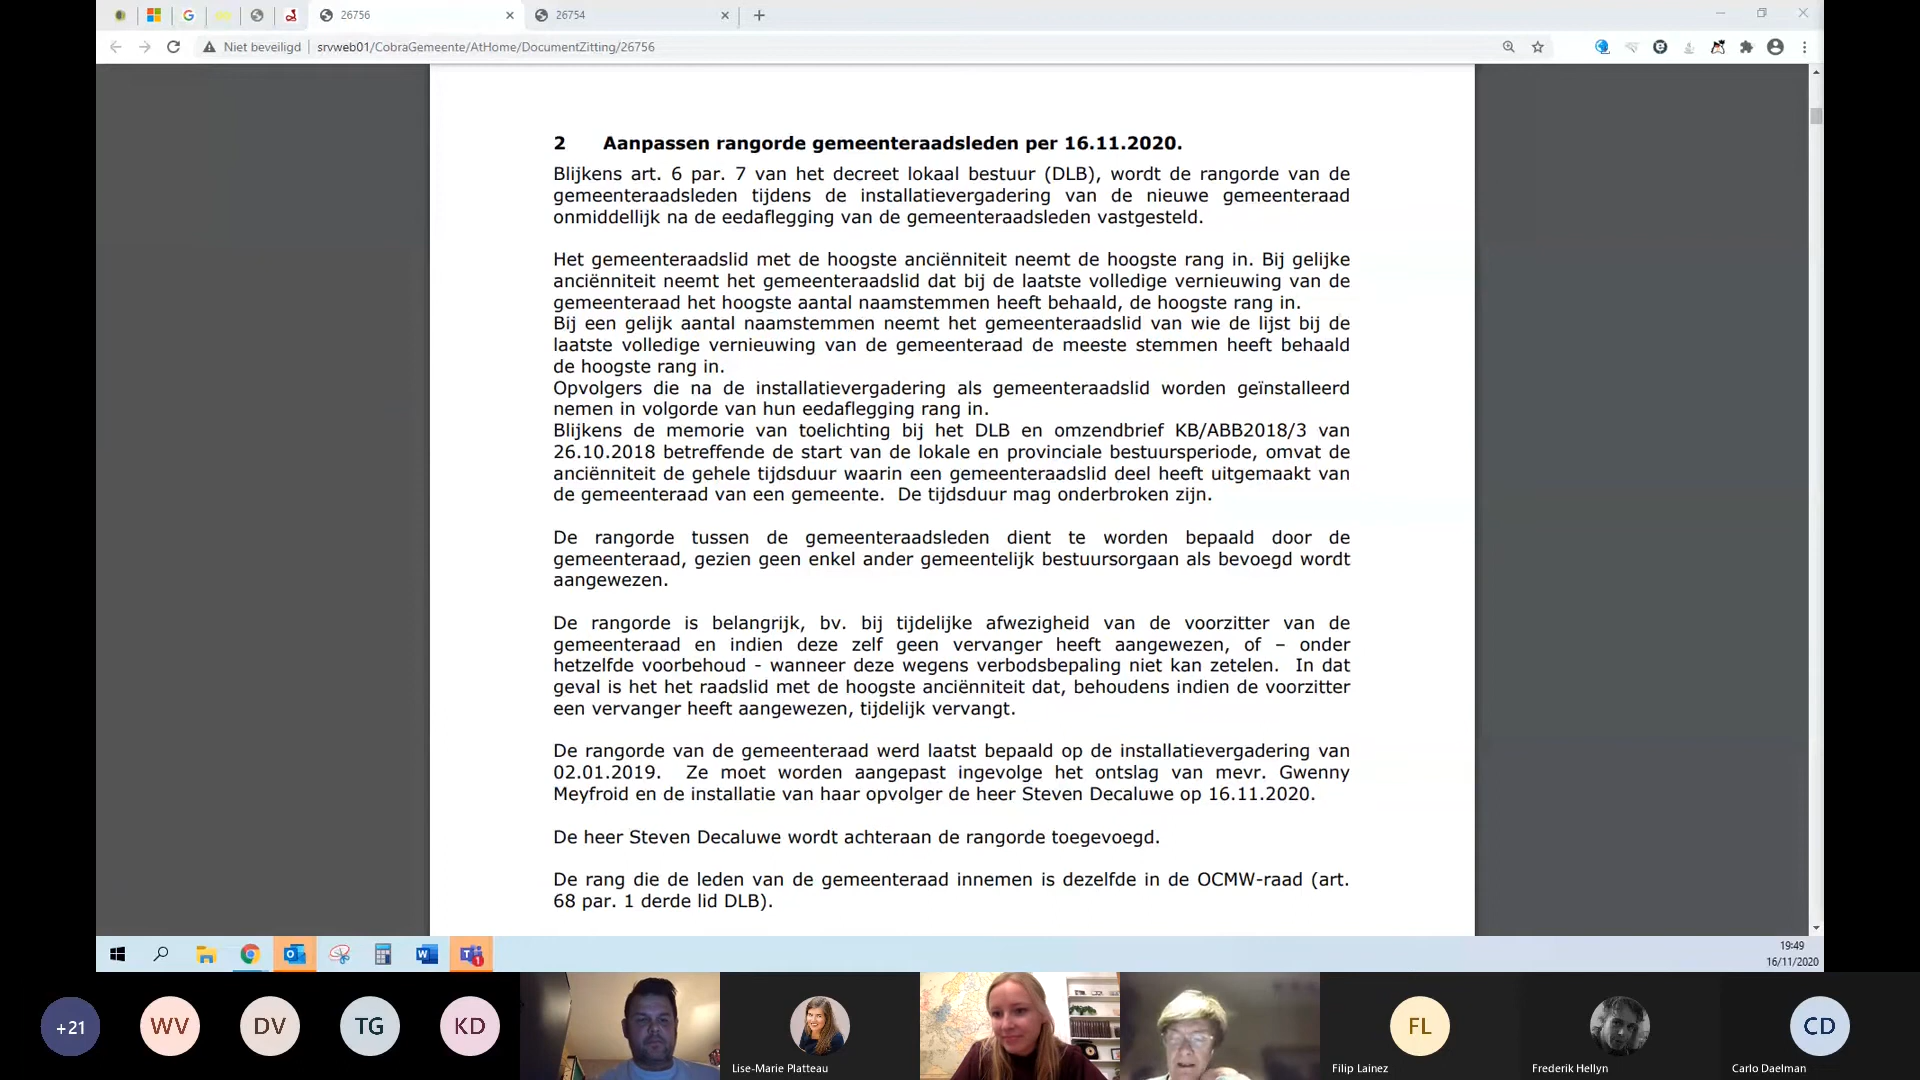 26756
26754
Niet beveiligd
srvweb01/CobraGemeente/AtHome/DocumentZitting/26756
2 Aanpassen rangorde gemeenteraadsleden per 16.11.2020.
Blijkens art. 6 par. 7 van het decreet lokaal bestuur (DLB), wordt de rangorde van de
gemeenteraadsleden tijdens de installatievergadering van de nieuwe gemeenteraad
onmiddellijk na de eedaflegging van de gemeenteraadsleden vastgesteld.
Het gemeenteraadslid met de hoogste anciënniteit neemt de hoogste rang in. Bij gelijke
anciënniteit neemt het gemeenteraadslid dat bij de laatste volledige vernieuwing van de
gemeenteraad het hoogste aantal naamstemmen heeft behaald, de hoogste rang in.
Bij een gelijk aantal naamstemmen neemt het gemeenteraadslid van wie de lijst bij de
laatste volledige vernieuwing van de gemeenteraad de meeste stemmen heeft behaald
de hoogste rang in.
Opvolgers die na de installatievergadering als gemeenteraadslid worden geïnstalleerd
nemen in volgorde van hun eedaflegging rang in.
Blijkens de memorie van toelichting bij het DLB en omzendbrief KB/ABB2018/3 van
26.10.2018 betreffende de start van de lokale en provinciale bestuursperiode, omvat de
anciënniteit de gehele tijdsduur waarin een gemeenteraadslid deel heeft uitgemaakt van
de gemeenteraad van een gemeente. De tijdsduur mag onderbroken zijn.
De rangorde tussen de gemeenteraadsleden dient te worden bepaald door de
gemeenteraad, gezien geen enkel ander gemeentelijk bestuursorgaan als bevoegd wordt
aangewezen.
De rangorde is belangrijk, bv. bij tijdelijke afwezigheid van de voorzitter van de
gemeenteraad en indien deze zelf geen vervanger heeft aangewezen, of – onder
hetzelfde voorbehoud - wanneer deze wegens verbodsbepaling niet kan zetelen. In dat
geval is het het raadslid met de hoogste anciënniteit dat, behoudens indien de voorzitter
een vervanger heeft aangewezen, tijdelijk vervangt.
De rangorde van de gemeenteraad werd laatst bepaald op de installatievergadering van
02.01.2019. Ze moet worden aangepast ingevolge het ontslag van mevr. Gwenny
Meyfroid en de installatie van haar opvolger de heer Steven Decaluwe op 16.11.2020.
De heer Steven Decaluwe wordt achteraan de rangorde toegevoegd.
De rang die de leden van de gemeenteraad innemen is dezelfde in de OCMW-raad (art.
68 par. 1 derde lid DLB).
19:49
16/11/2020
+21
WV
DV
TG
KD
FL
CD
Lise-Marie Platteau
Filip Lainez
Frederik Hellyn
Carlo Daelman